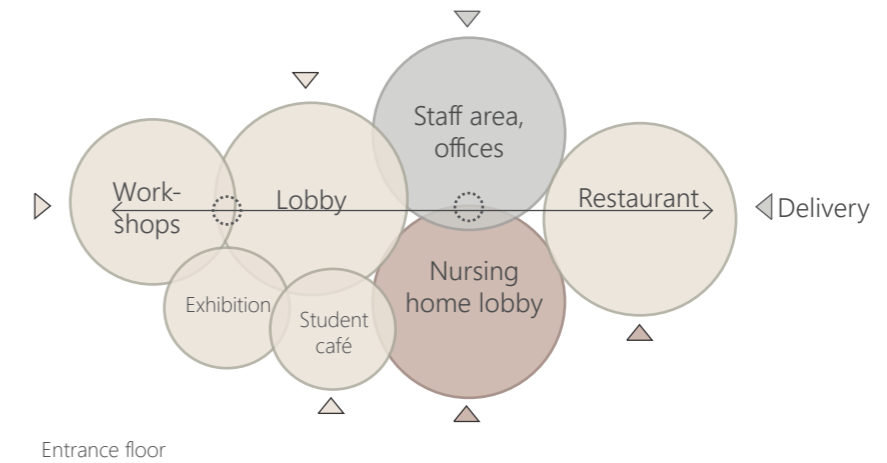 Staff area,
offices
Work-
shops
Lobby
Restaurant
Delivery
Nursing
home lobby
Exhibition
Student
café
Entrance floor